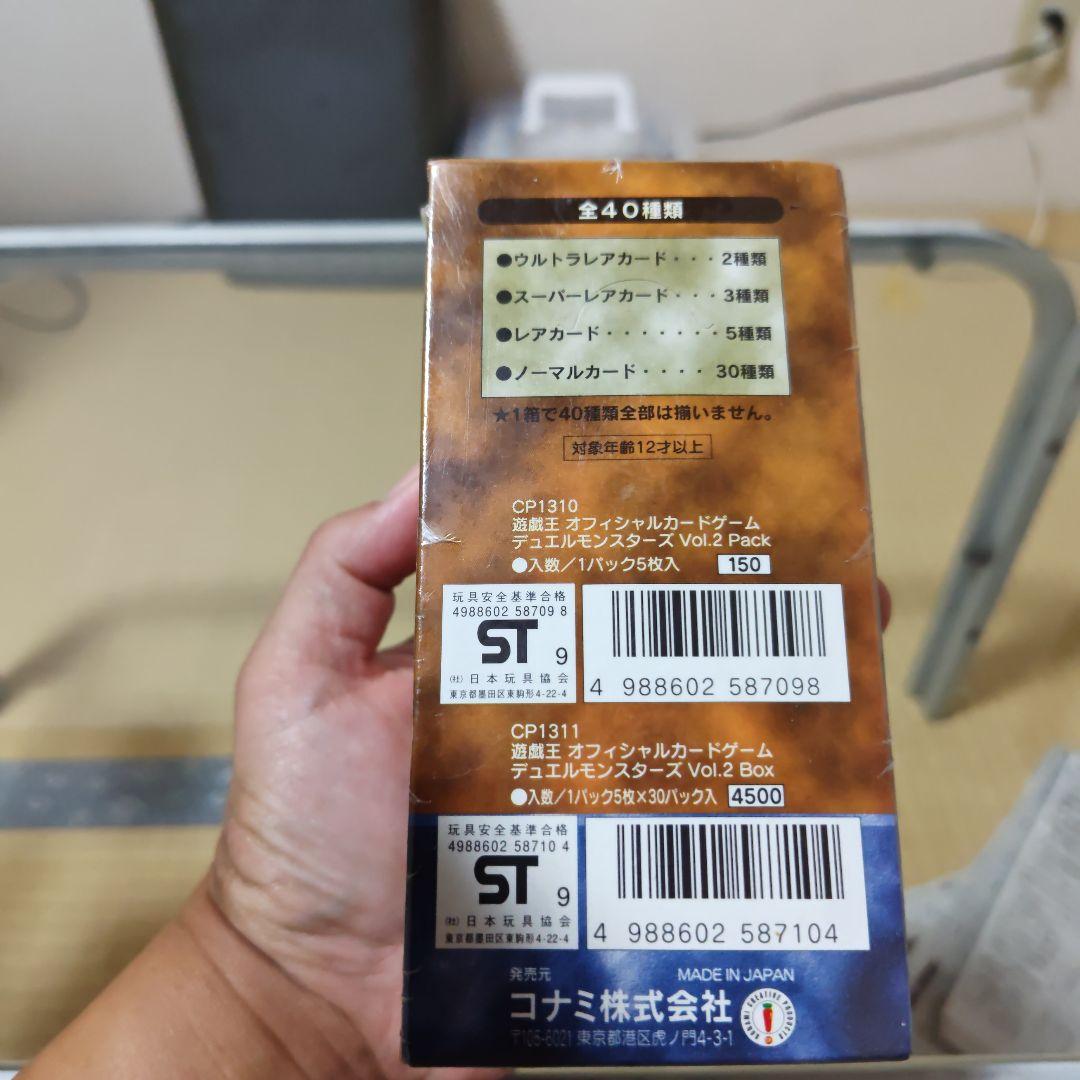 全40種類
●ウルトラレアカード・・・2種類
●スーパーレアカード・・・3種類
●レアカード・・・・・・・5種類
●ノーマルカード・・・・30種類
★1箱で40種類全部は揃いません。
対象年齢12才以上
CP1310
遊戯王 オフィシャルカードゲーム
デュエルモンスターズ Vol.2 Pack
●入数/1パック5枚入 150
玩具安全基準合格
4988602 58709 8
ST 9
(社)日本玩具協会
東京都墨田区東駒形4-22-4
4 988602 587098
CP1311
遊戯王 オフィシャルカードゲーム
デュエルモンスターズ Vol.2 Box
●入数/1パック5枚×30パック入 4500
玩具安全基準合格
4988602 58710 4
ST 9
(社)日本玩具協会
東京都墨田区東駒形4-22-4
4 988602 587104
発売元 MADE IN JAPAN
コナミ株式会社
KONAMI CREATIVE PRODUCTS
〒105-6021 東京都港区虎ノ門4-3-1